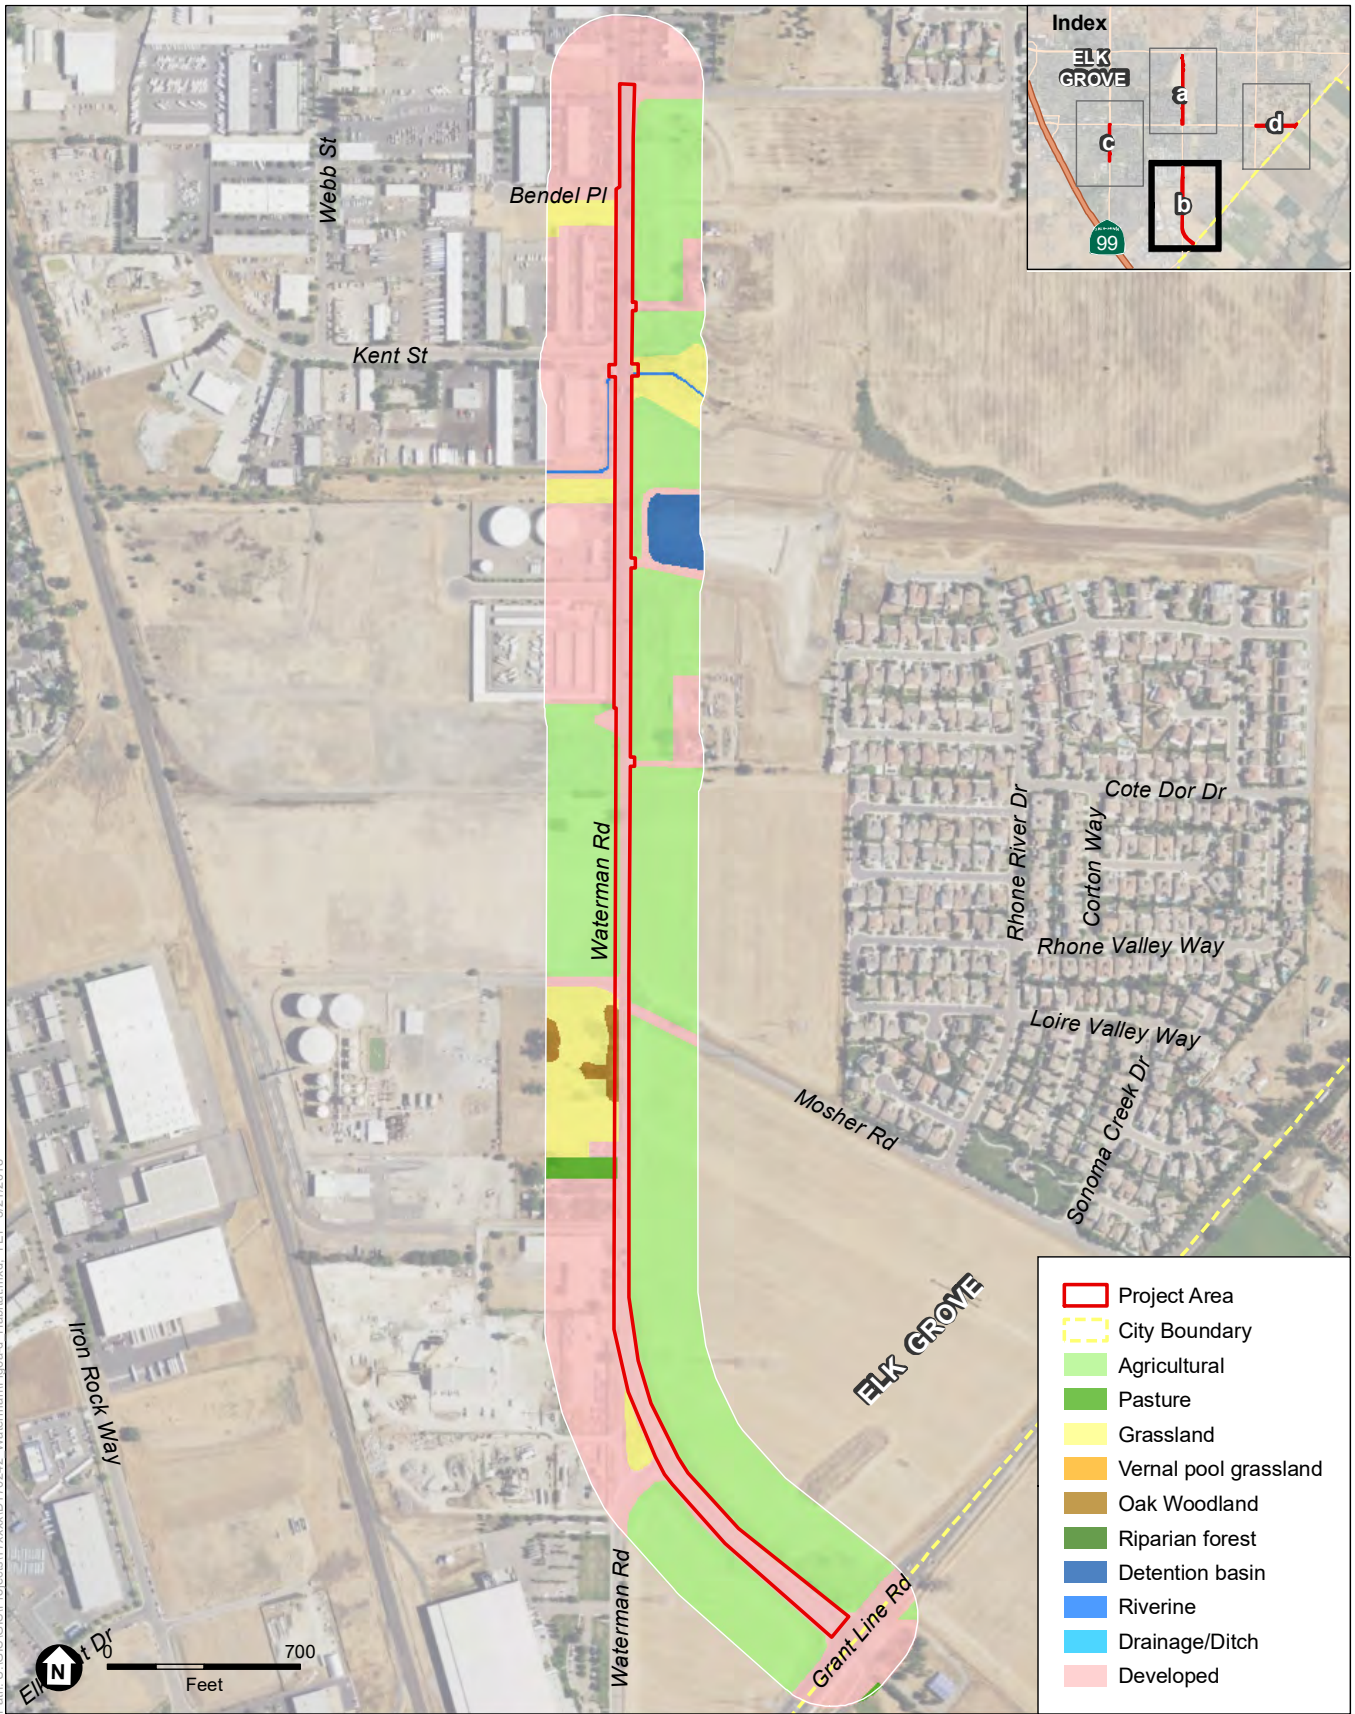 Index
ELK
GROVE
a
d
c
b
99
Webb St
Bendel Pl
Kent St
Waterman Rd
Cote Dor Dr
Rhone River Dr
Corton Way
Rhone Valley Way
Loire Valley Way
Sonoma Creek Dr
Mosher Rd
ELK GROVE
Iron Rock Way
Waterman Rd
Grant Line Rd
Dr
N
0 700
Feet
Project Area
City Boundary
Agricultural
Pasture
Grassland
Vernal pool grassland
Oak Woodland
Riparian forest
Detention basin
Riverine
Drainage/Ditch
Developed